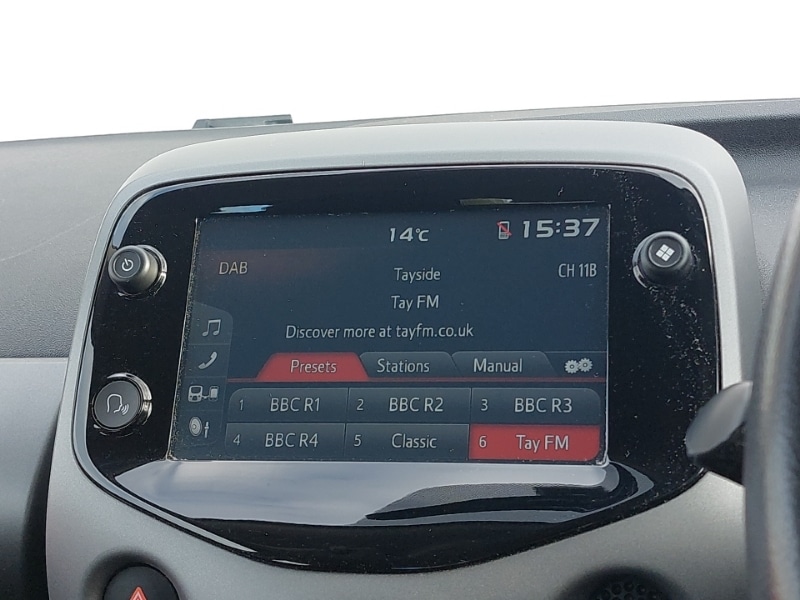 14°C 15:37
DAB Tayside CH 11B
Tay FM
Discover more at tayfm.co.uk
Presets Stations Manual
1 BBC R1 2 BBC R2 3 BBC R3
4 BBC R4 5 Classic 6 Tay FM